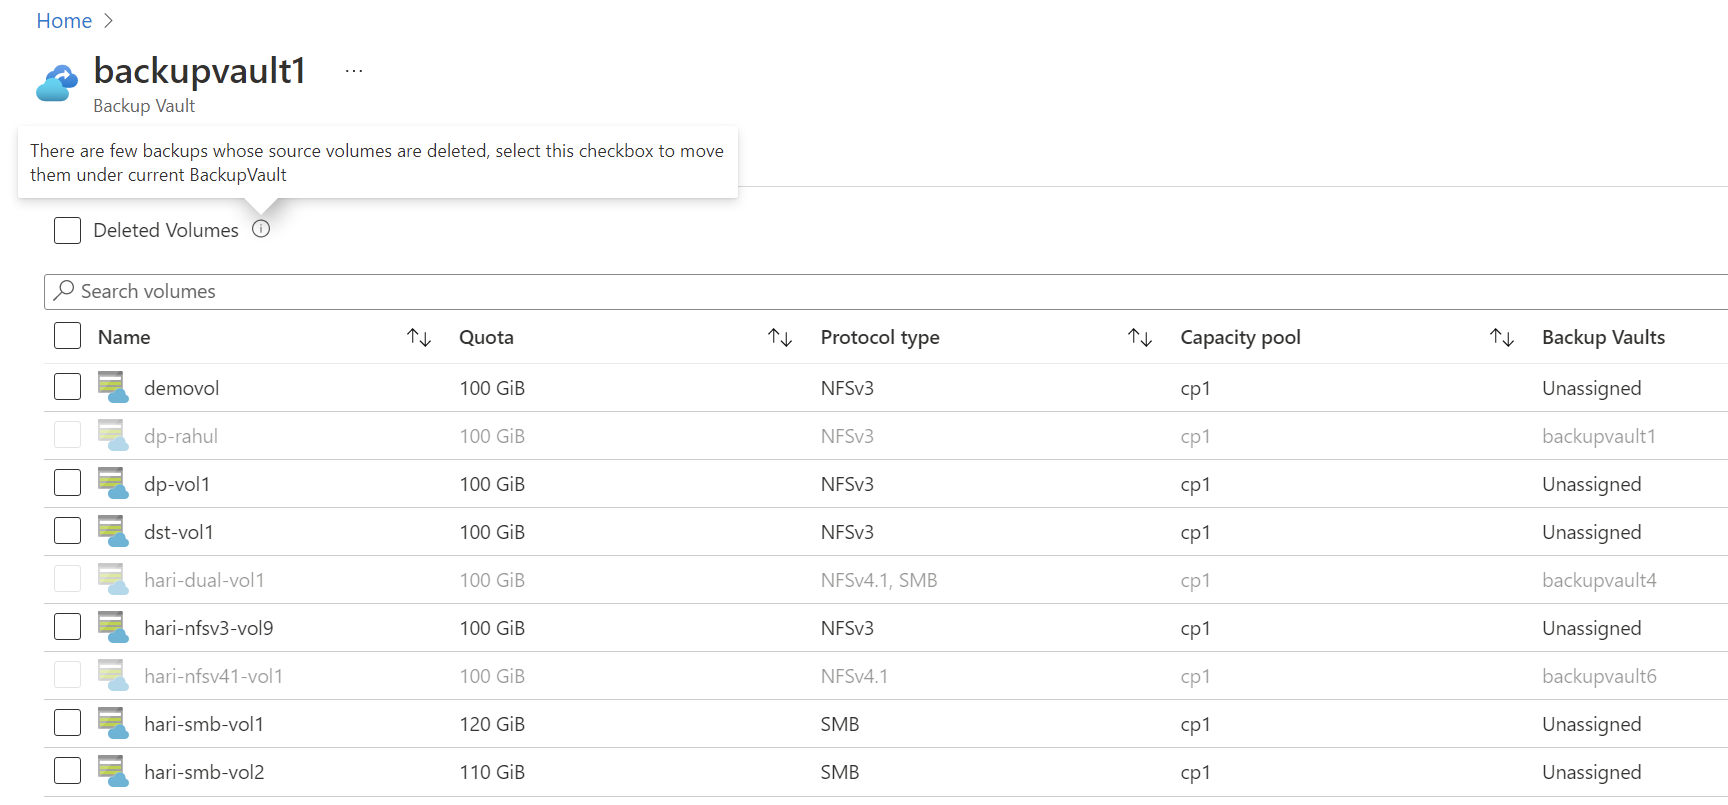 Home
backupvault1 ...
Backup Vault
There are few backups whose source volumes are deleted, select this checkbox to move
them under current BackupVault
Deleted Volumes
Search volumes
Name Quota Protocol type Capacity pool Backup Vaults
demovol 100 GiB NFSv3 cp1 Unassigned
dp-rahul 100 GiB NFSv3 cp1 backupvault1
dp-vol1 100 GiB NFSv3 cp1 Unassigned
dst-vol1 100 GiB NFSv3 cp1 Unassigned
hari-dual-vol1 100 GiB NFSv4.1, SMB cp1 backupvault4
hari-nfsv3-vol9 100 GiB NFSv3 cp1 Unassigned
hari-nfsv41-vol1 100 GiB NFSv4.1 cp1 backupvault6
hari-smb-vol1 120 GiB SMB cp1 Unassigned
hari-smb-vol2 110 GiB SMB cp1 Unassigned